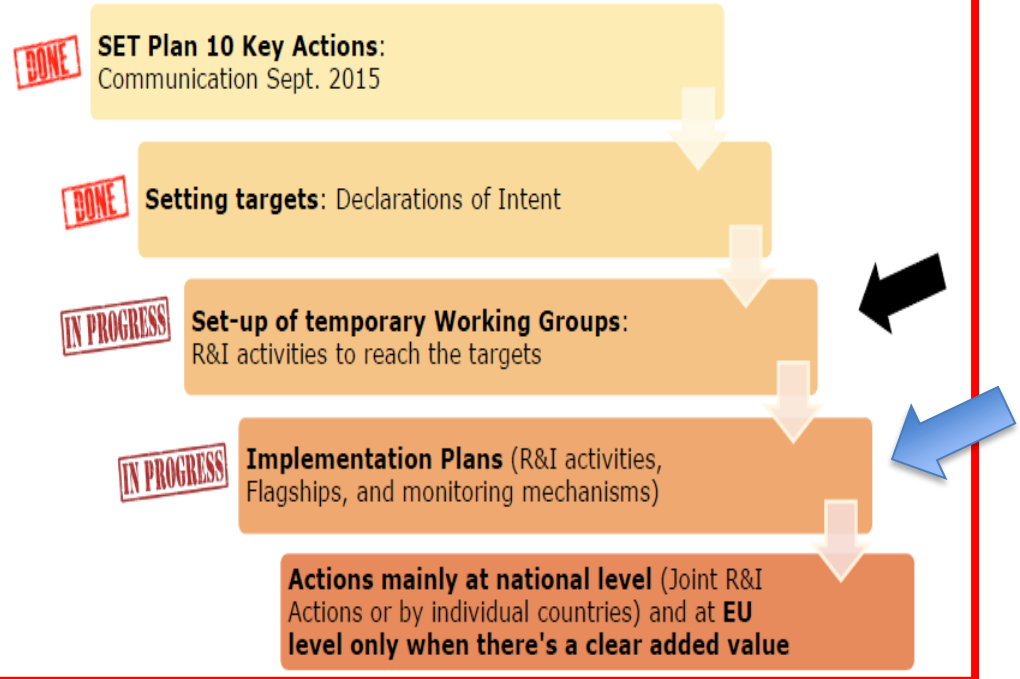 DONE
SET Plan 10 Key Actions:
Communication Sept. 2015
DONE
Setting targets: Declarations of Intent
IN PROGRESS
Set-up of temporary Working Groups:
R&I activities to reach the targets
IN PROGRESS
Implementation Plans (R&I activities,
Flagships, and monitoring mechanisms)
Actions mainly at national level (Joint R&I
Actions or by individual countries) and at EU
level only when there's a clear added value